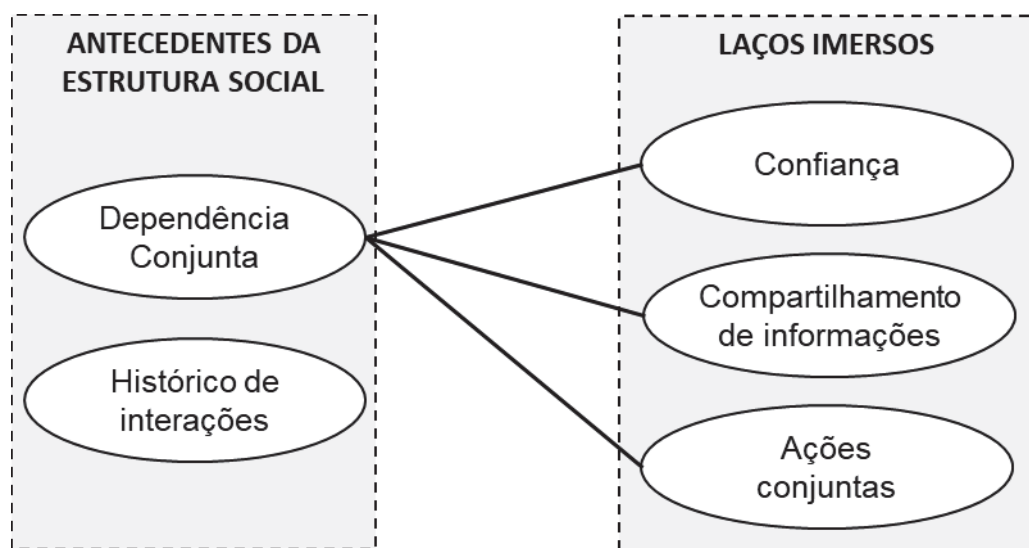 ANTECEDENTES DA
ESTRUTURA SOCIAL
Dependência
Conjunta
Histórico de
interações
LAÇOS IMERSOS
Confiança
Compartilhamento
de informações
Ações
conjuntas